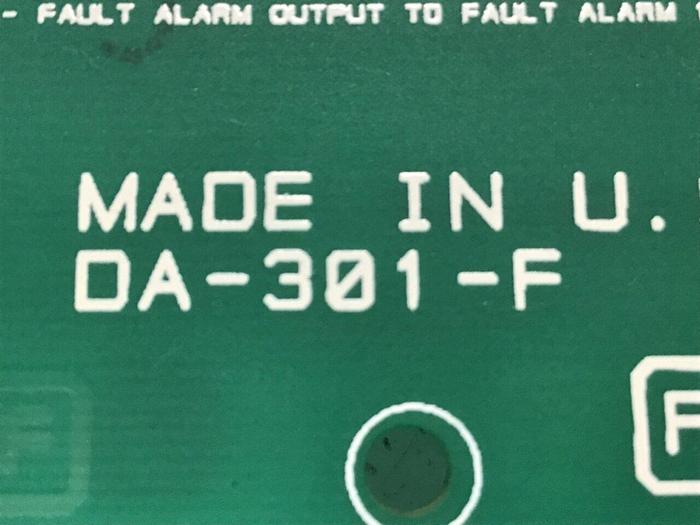 - FAULT ALARM OUTPUT TO FAULT ALARM
MADE IN U.
DA-301-F
F